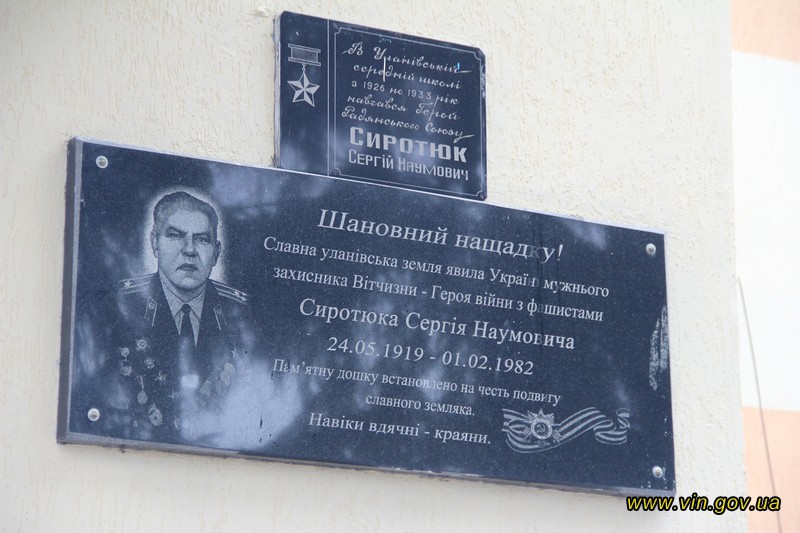 В Уланівській
середній школі
з 1926 по 1933 рік
навчався Герой
Радянського Союзу
СИРОТЮК
СЕРГІЙ НАУМОВИЧ
Шановний нащадку!
Славна уланівська земля явила Україні мужнього
захисника Вітчизни - Героя війни з фашистами
Сиротюка Сергія Наумовича
24.05.1919 - 01.02.1982
Пам'ятну дошку встановлено на честь подвигу
славного земляка.
Навіки вдячні - краяни.
www.vin.gov.ua